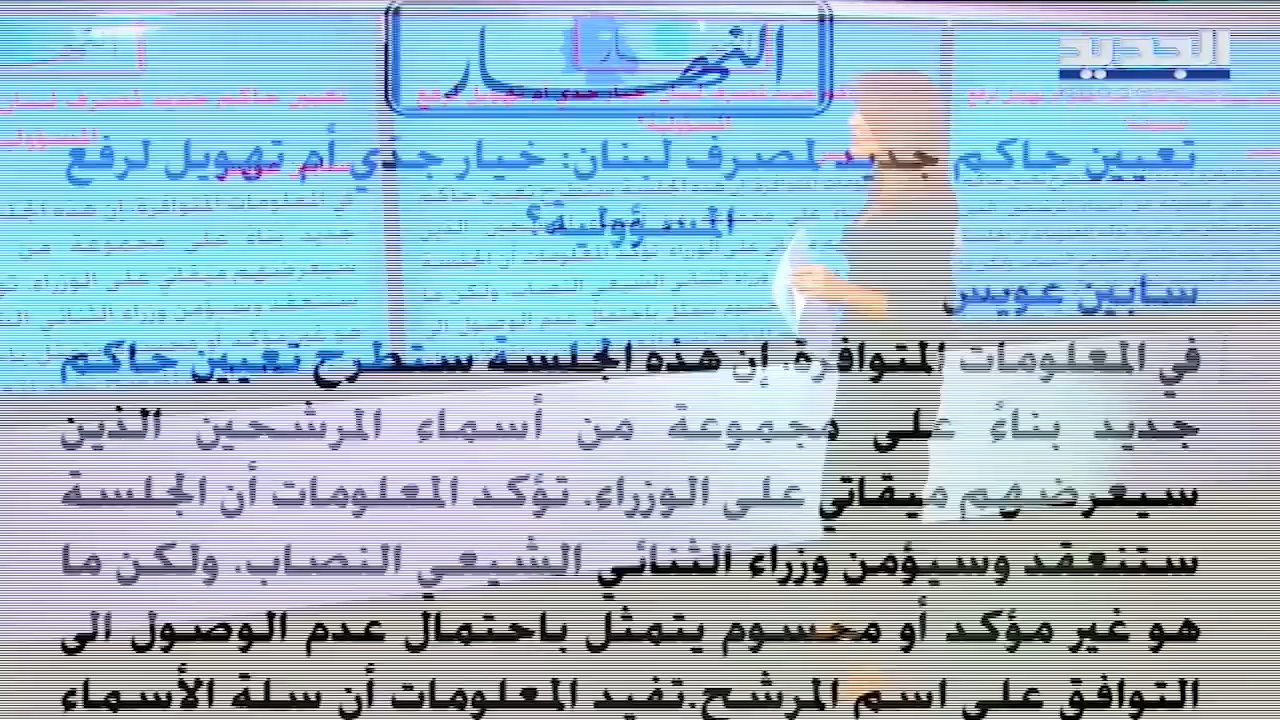 الجديد
النهار
تعيين حاكم جديد لمصرف لبنان: خيار جدّي أم تهويل لرفع
المسؤولية؟
سابين عويس
في المعلومات المتوافرة، إن هذه الجلسة ستطرح تعيين حاكم
جديد بناءً على مجموعة من أسماء المرشحين الذين
سيعرضهم ميقاتي على الوزراء. تؤكد المعلومات أن الجلسة
ستنعقد وسيؤمن وزراء الثنائي الشيعي النصاب. ولكن ما
هو غير مؤكد أو محسوم يتمثل باحتمال عدم الوصول الى
التوافق على اسم المرشح.تفيد المعلومات أن سلة الأسماء